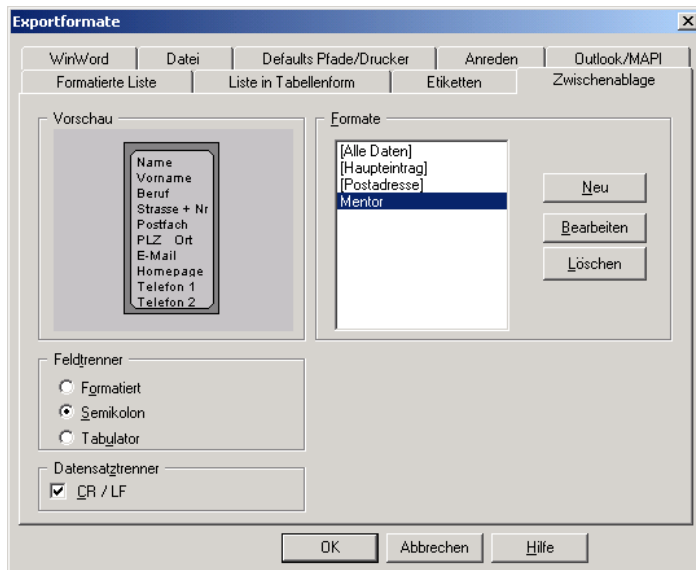 Exportformate
WinWord
Datei
Defaults Pfade/Drucker
Anreden
Outlook/MAPI
Formatierte Liste
Liste in Tabellenform
Etiketten
Zwischenablage
Vorschau
Name
Vorname
Beruf
Strasse + Nr
Postfach
PLZ Ort
E-Mail
Homepage
Telefon 1
Telefon 2
Formate
[Alle Daten]
[Haupteintrag]
[Postadresse]
Mentor
Neu
Bearbeiten
Löschen
Feldtrenner
Formatiert
Semikolon
Tabulator
Datensatztrenner
CR / LF
OK
Abbrechen
Hilfe